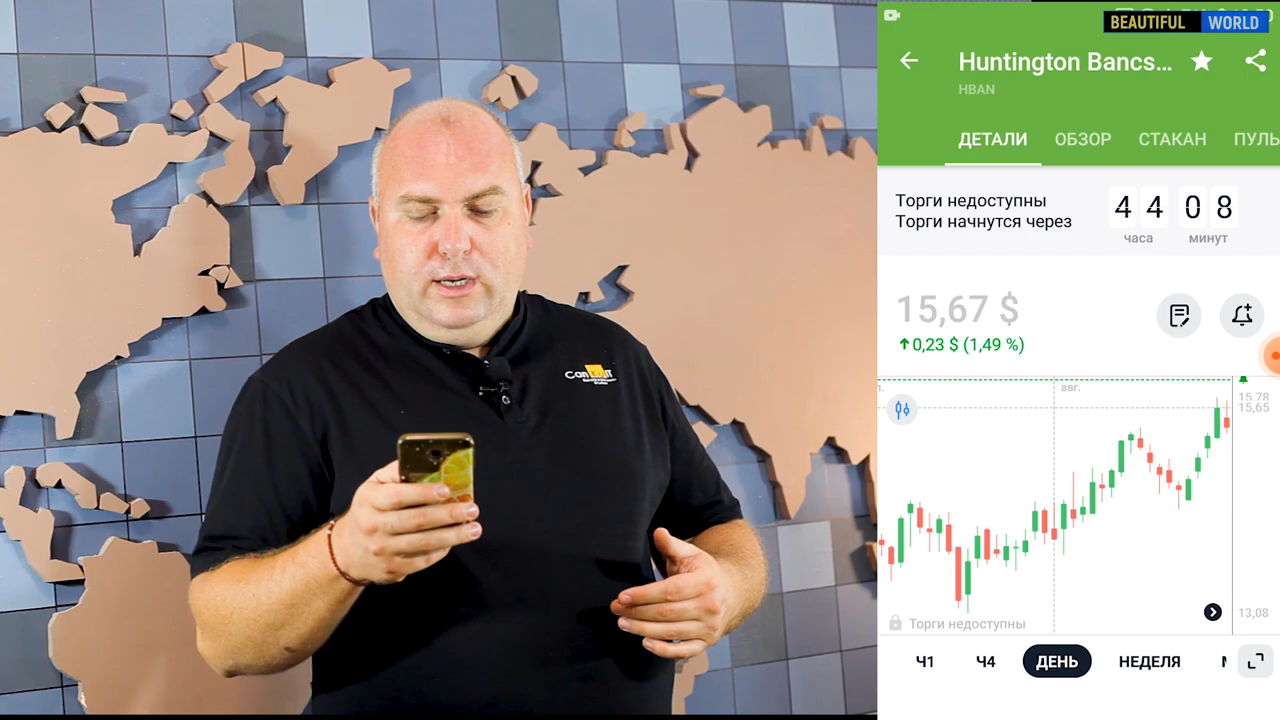 BEAUTIFUL WORLD
Huntington Bancs...
HBAN
ДЕТАЛИ ОБЗОР СТАКАН ПУЛЬ
Торги недоступны
Торги начнутся через
4 4 0 8
часа минут
15,67 $
0,23 $ (1,49 %)
авг.
15,78
15,65
13,08
Торги недоступны
Ч1 Ч4 ДЕНЬ НЕДЕЛЯ